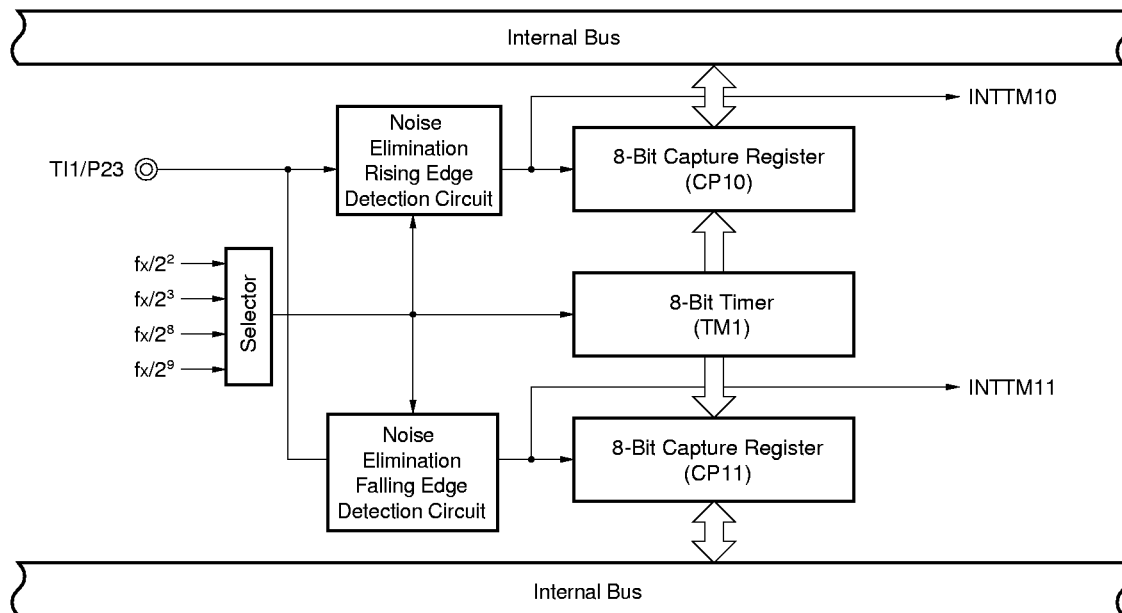 Internal Bus
INTTM10
Noise
Elimination
Rising Edge
Detection Circuit
8-Bit Capture Register
(CP10)
TI1/P23
fx/2²
fx/2³
fx/2⁸
fx/2⁹
Selector
8-Bit Timer
(TM1)
INTTM11
Noise
Elimination
Falling Edge
Detection Circuit
8-Bit Capture Register
(CP11)
Internal Bus